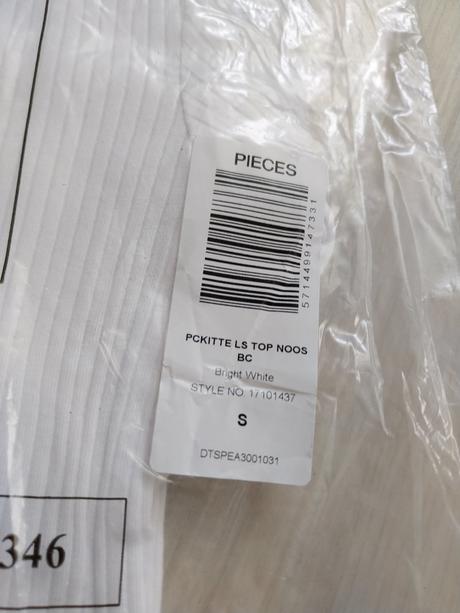 PIECES
5714499147331
PCKITTE LS TOP NOOS
BC
Bright White
STYLE NO. 17101437
S
DTSPEA3001031
346